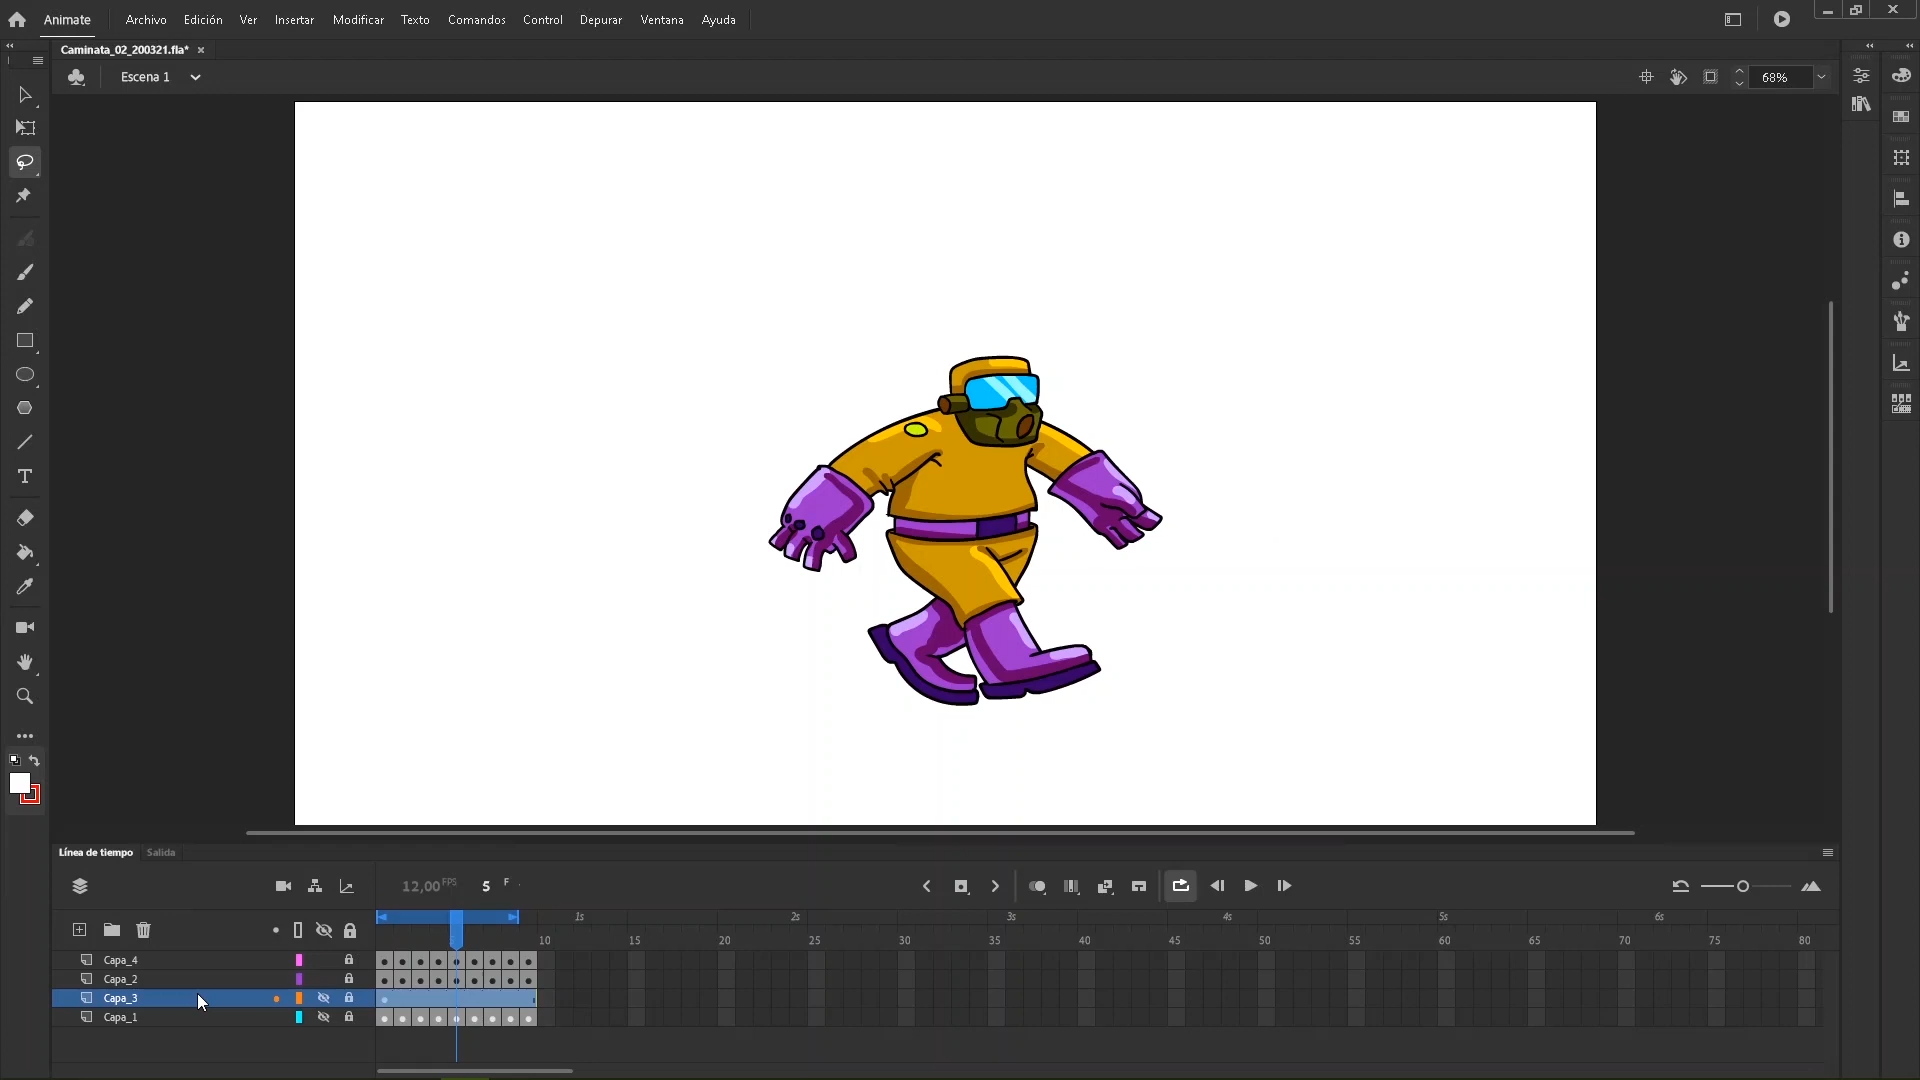 Animate Archivo Edición Ver Insertar Modificar Texto Comandos Control Depurar Ventana Ayuda
Caminata_02_200321.fla*
Escena 1
68%
Línea de tiempo Salida
12,00 FPS 5 F
1s 2s 3s 4s 5s 6s
10 15 20 25 30 35 40 45 50 55 60 65 70 75 80
Capa_4
Capa_2
Capa_3
Capa_1